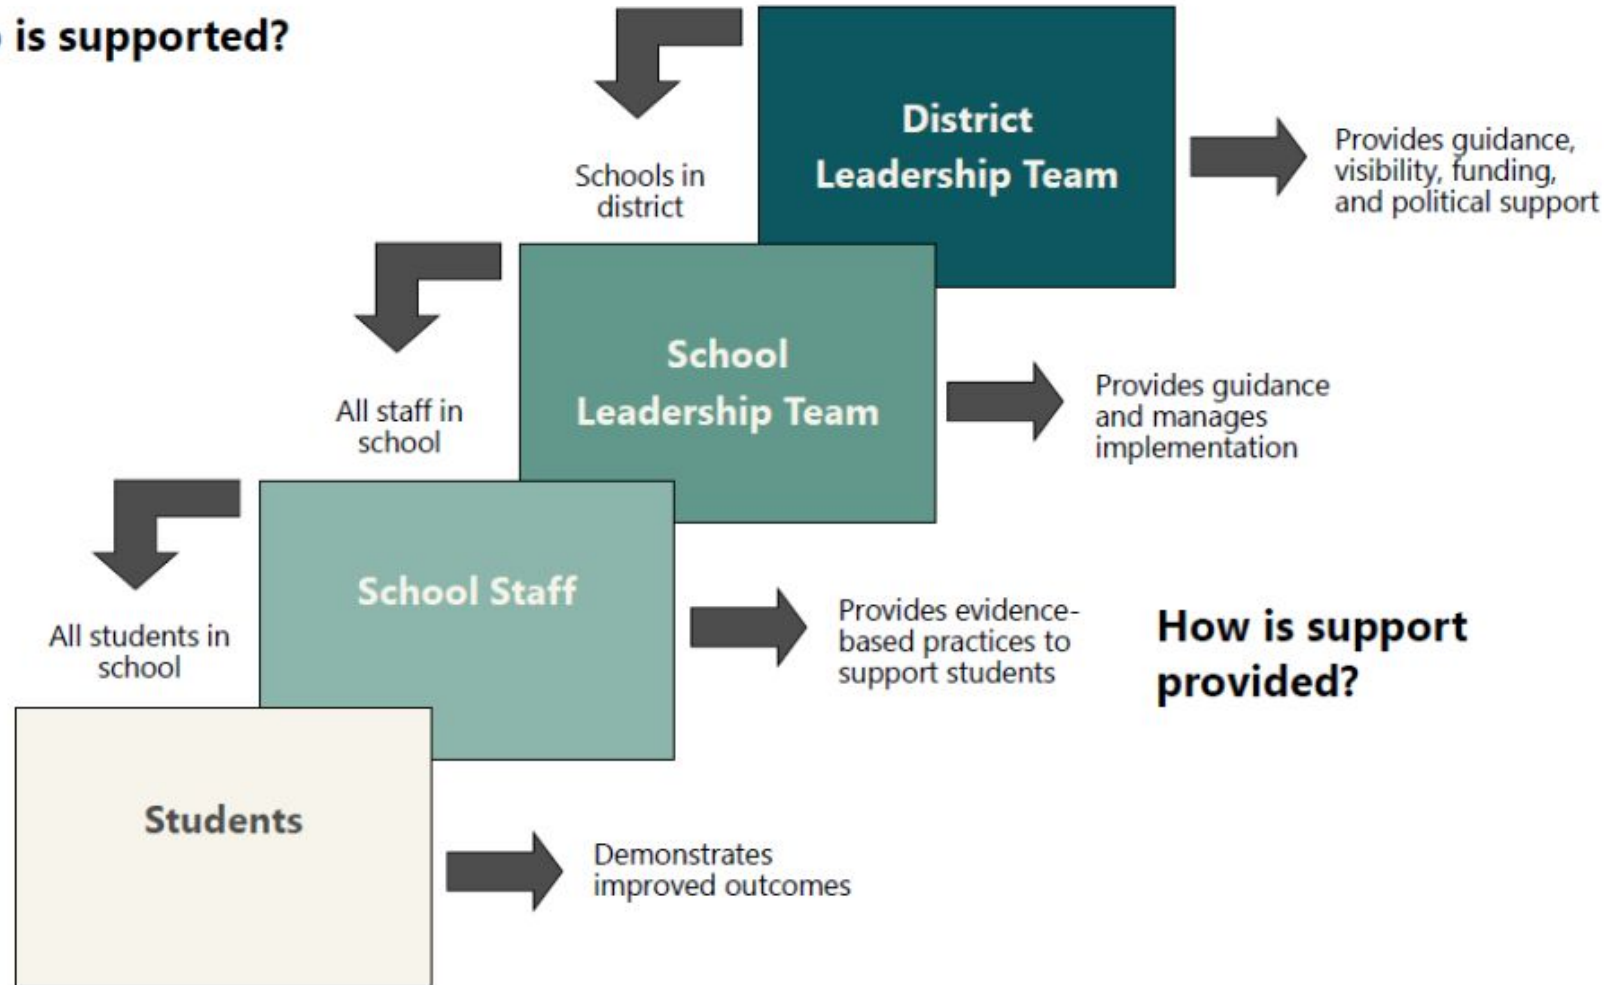 is supported?
District
Leadership Team
Schools in
district
Provides guidance,
visibility, funding,
and political support
School
Leadership Team
All staff in
school
Provides guidance
and manages
implementation
School Staff
All students in
school
Provides evidence-
based practices to
support students
How is support
provided?
Students
Demonstrates
improved outcomes